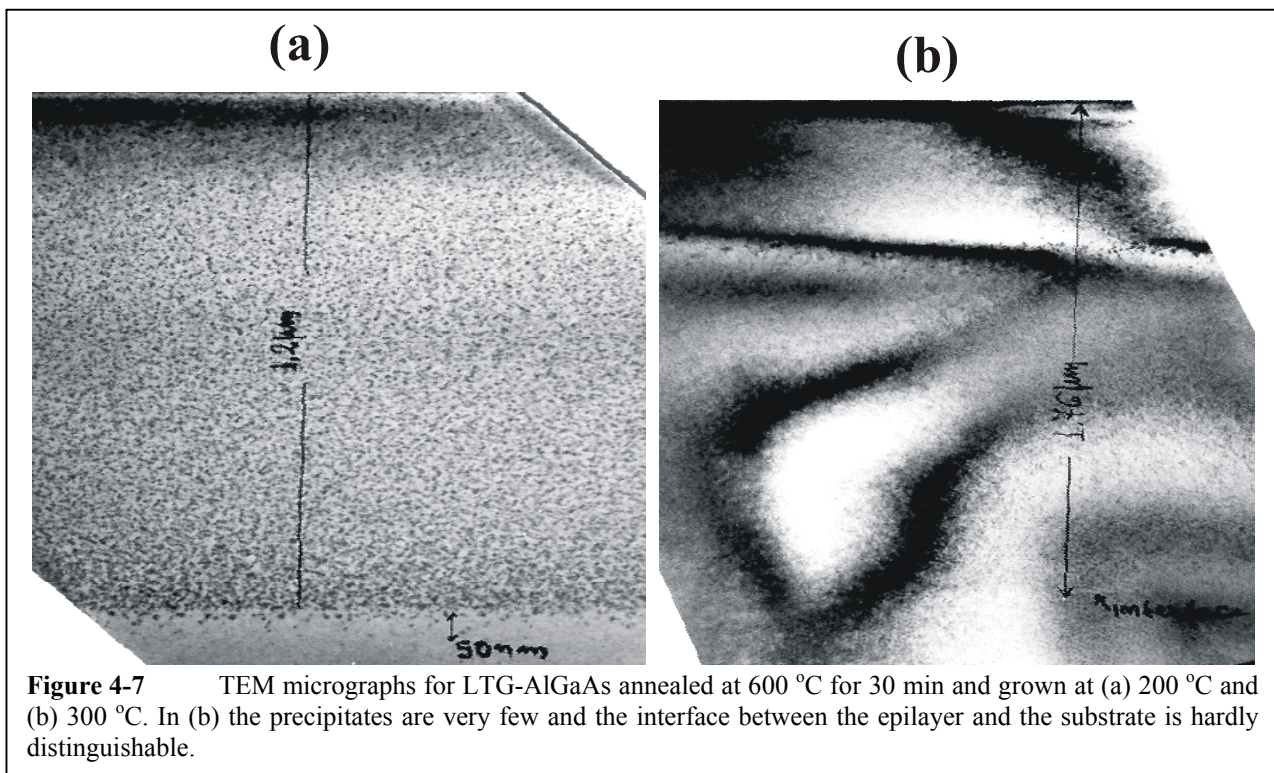 (a)
(b)
1.2μm
1.76μm
interface
50nm
Figure 4-7 TEM micrographs for LTG-AlGaAs annealed at 600 °C for 30 min and grown at (a) 200 °C and
(b) 300 °C. In (b) the precipitates are very few and the interface between the epilayer and the substrate is hardly
distinguishable.